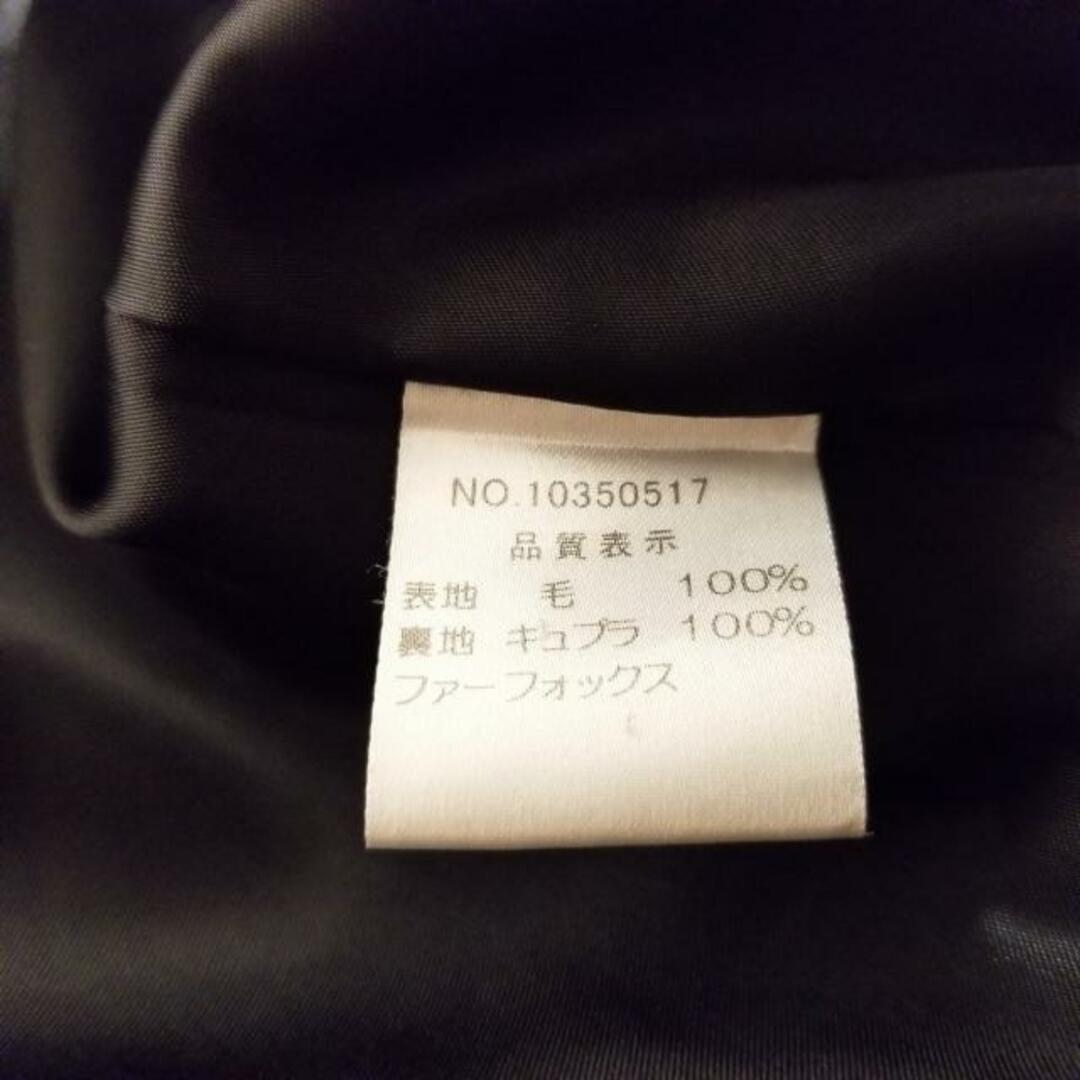 NO.10350517
品質表示
表地 毛 100%
裏地 キュプラ 100%
ファーフォックス